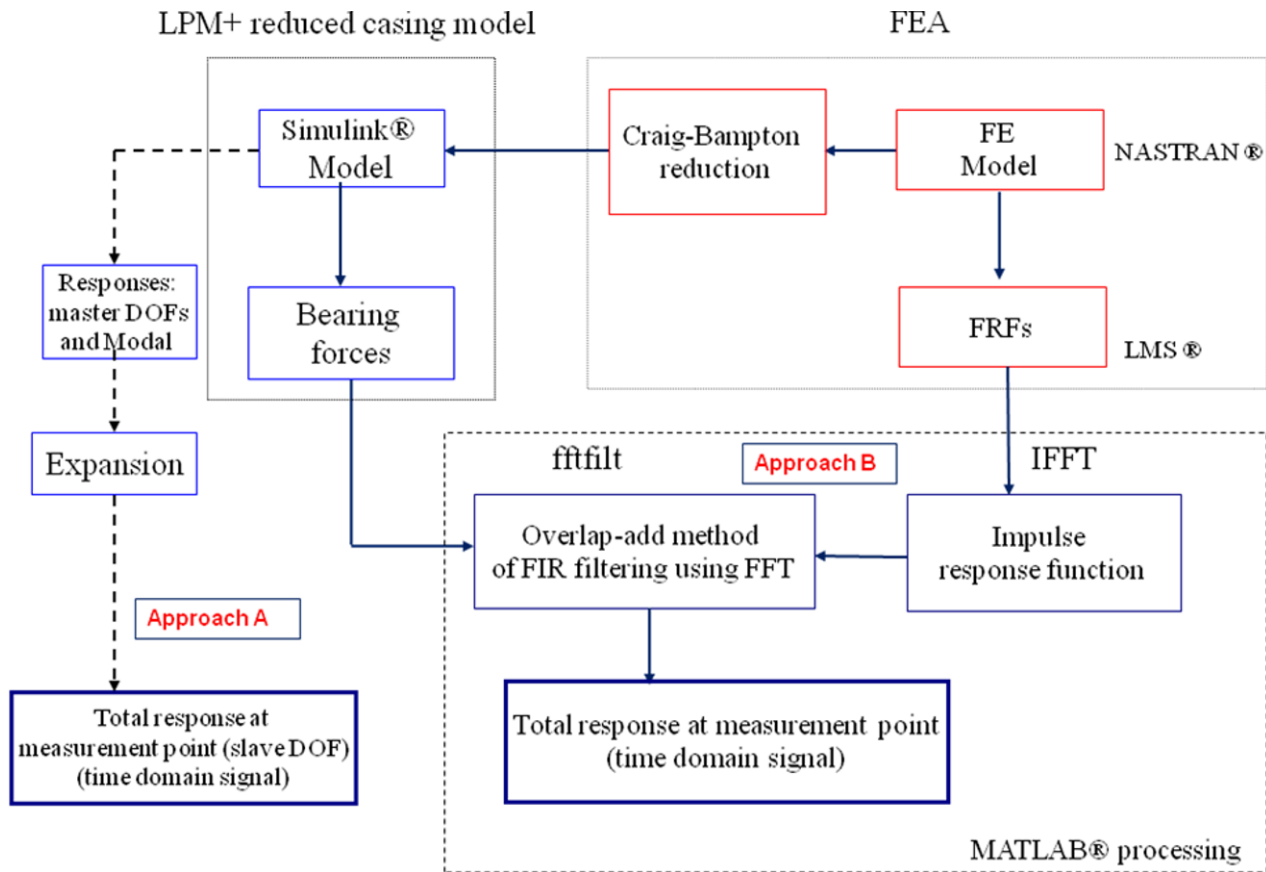 LPM+ reduced casing model
FEA
Simulink®
Model
Craig-Bampton
reduction
FE
Model
NASTRAN ®
Responses:
master DOFs
and Modal
Bearing
forces
FRFs
LMS ®
Expansion
fftfilt
Approach B
IFFT
Overlap-add method
of FIR filtering using FFT
Impulse
response function
Approach A
Total response at
measurement point (slave DOF)
(time domain signal)
Total response at measurement point
(time domain signal)
MATLAB® processing